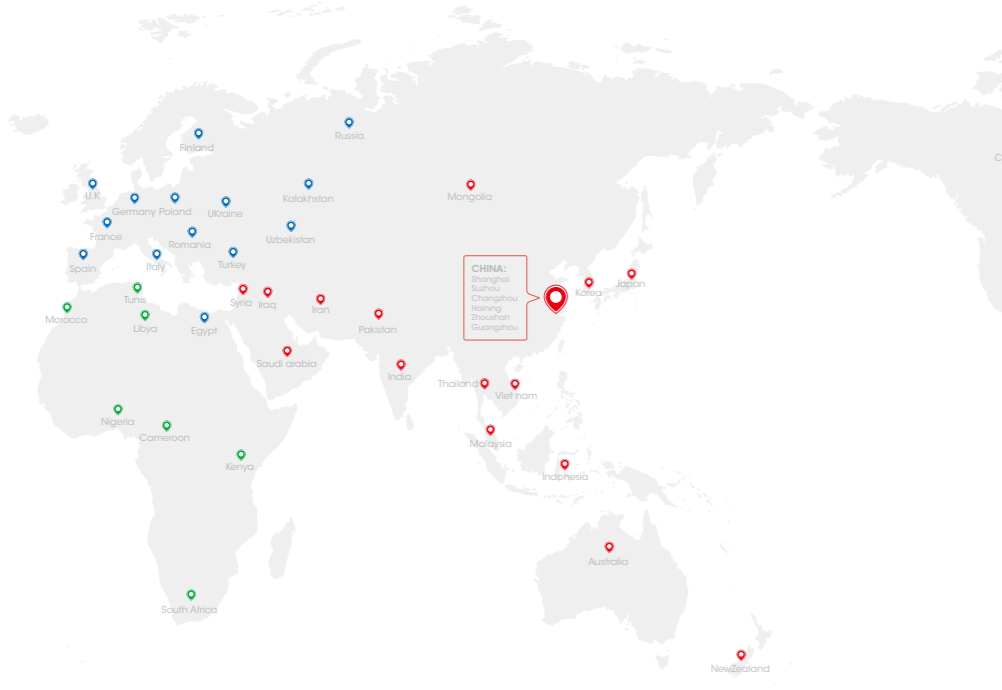 Russia
Finland
C
U.K
Kalakhstan
Mongolia
Germany
Poland
UKraine
France
Romania
Uzbekistan
Spain
Italy
Turkey
CHINA:
Shanghai
Suzhou
Changzhou
Haining
Zhoushan
Guangzhou
Korea
Japan
Tunis
Syria
Iraq
Iran
Morocco
Libya
Egypt
Pakistan
Saudi arabia
India
Thailand
Viet nam
Nigeria
Cameroon
Malaysia
Kenya
Indonesia
Australia
South Africa
NewZealand